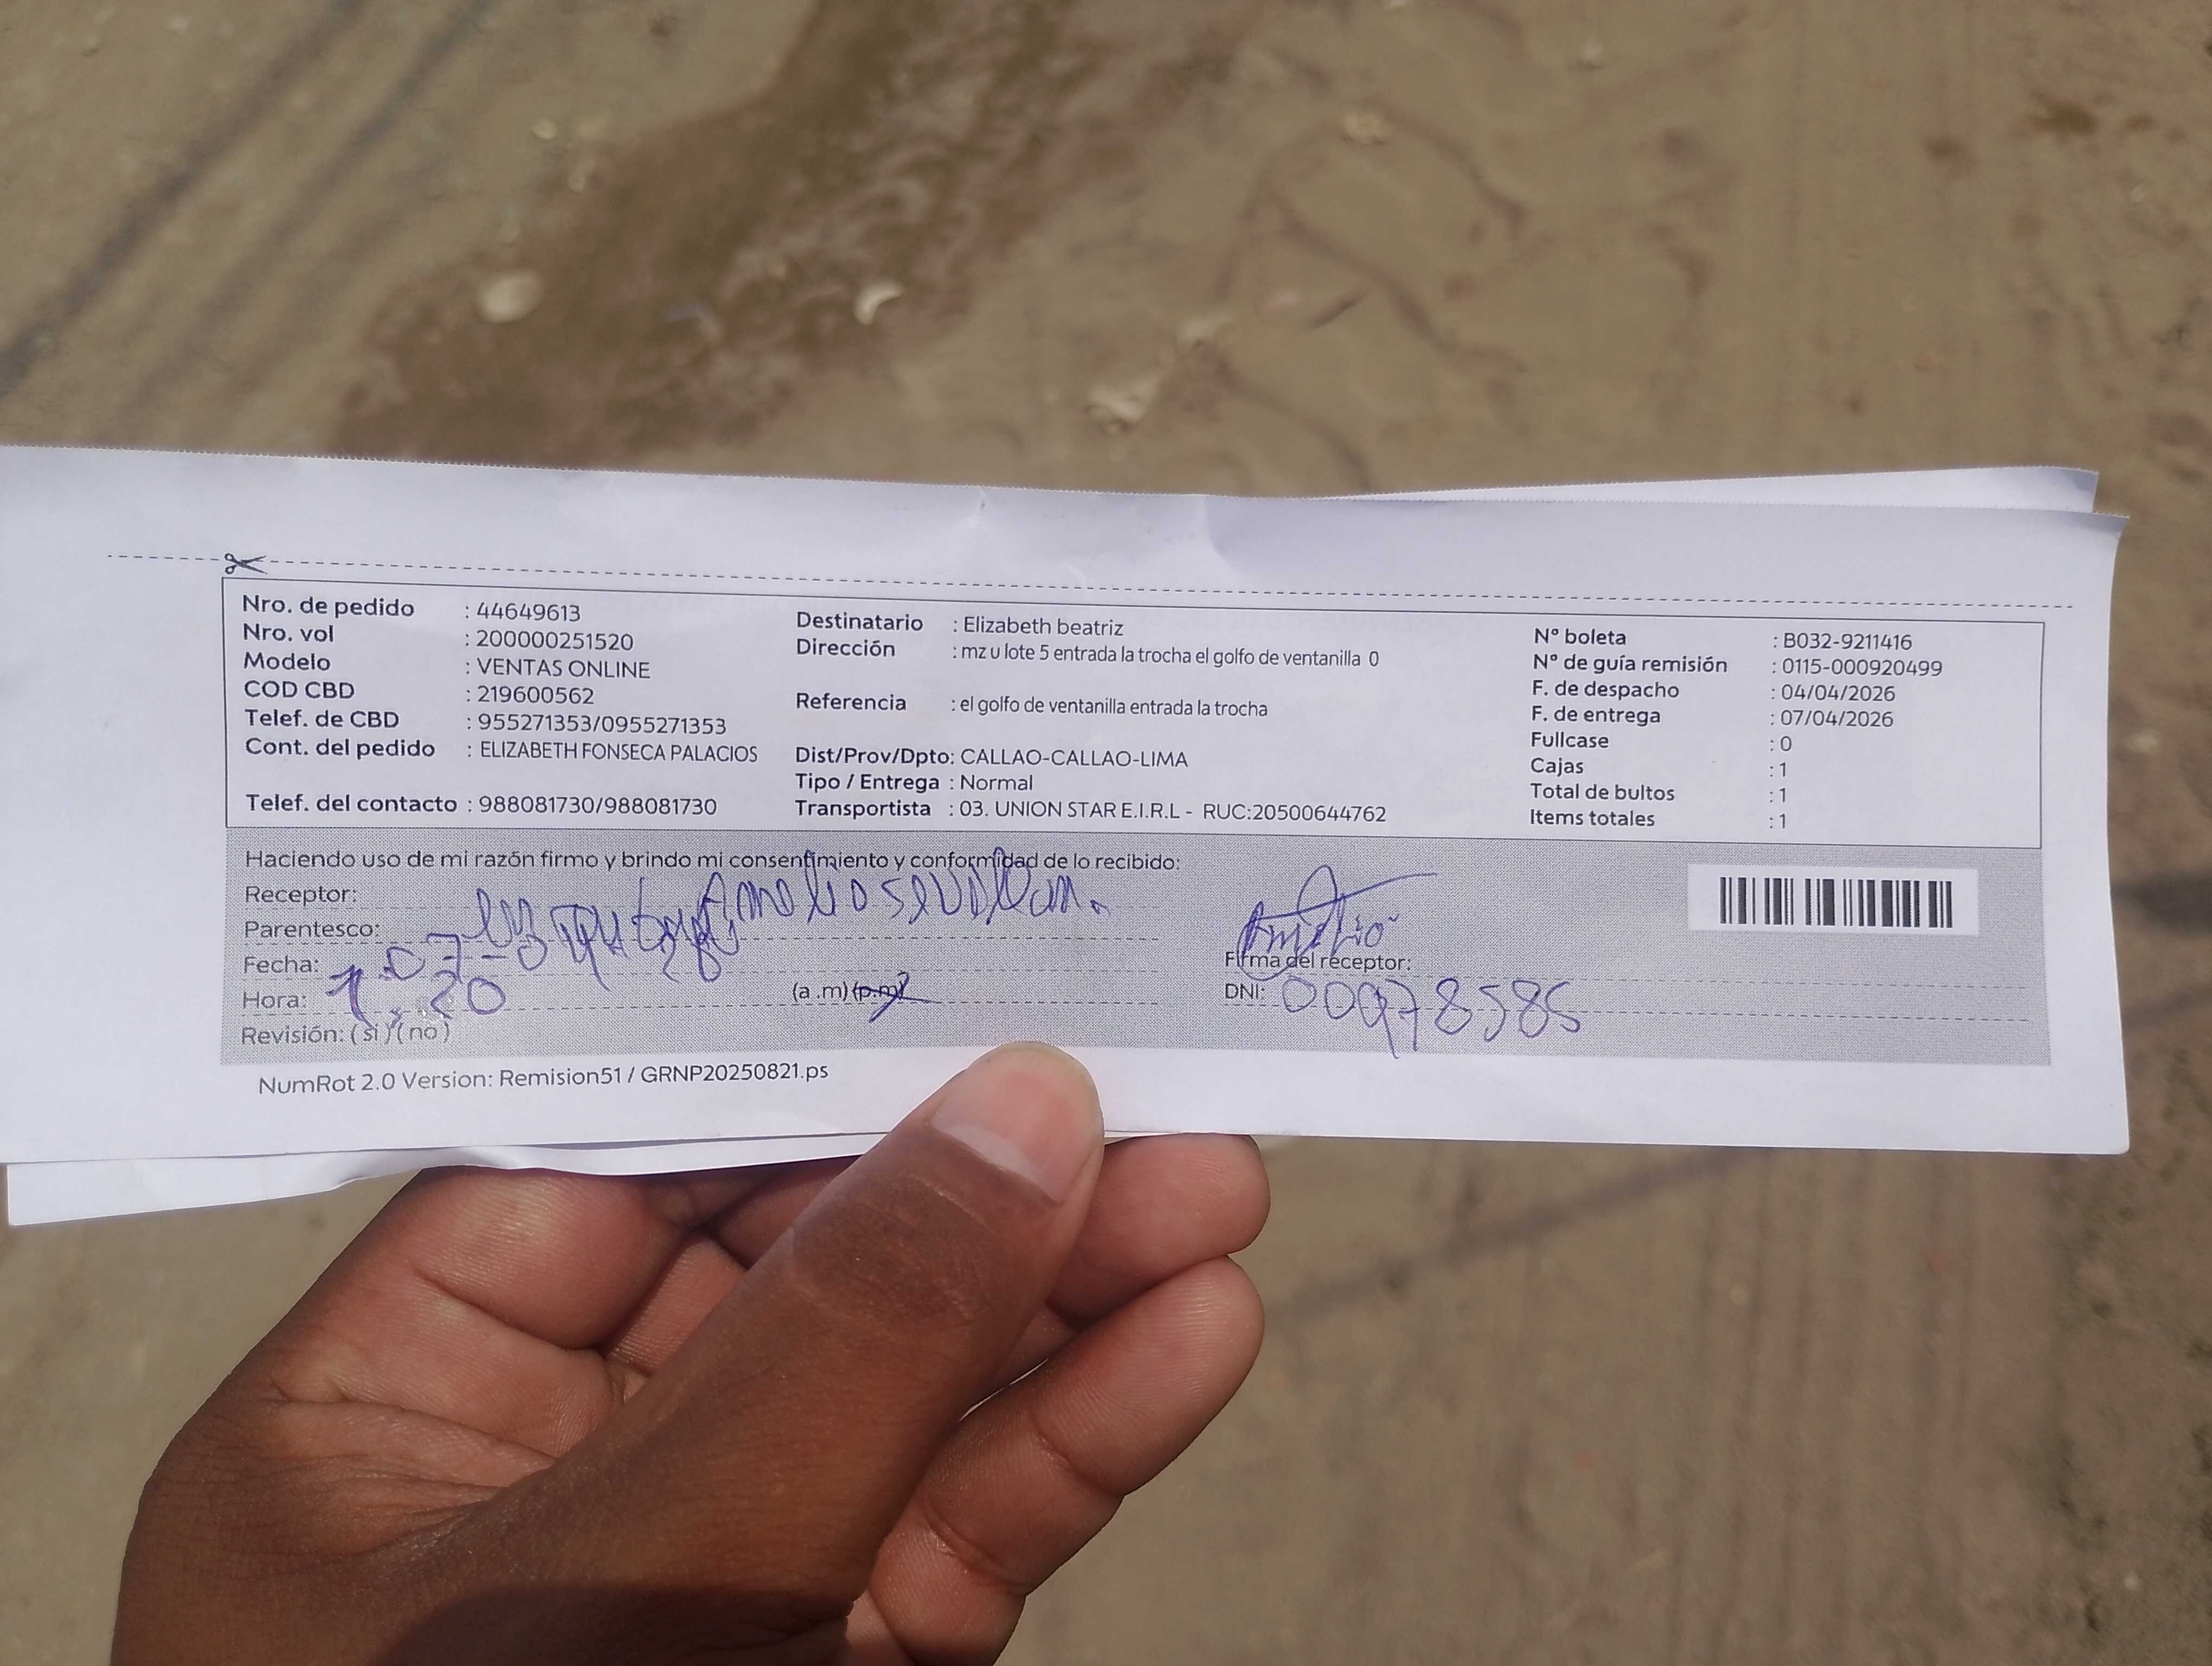 Nro. de pedido : 44649613
Nro. vol : 200000251520
Modelo : VENTAS ONLINE
COD CBD : 219600562
Telef. de CBD : 955271353/0955271353
Cont. del pedido : ELIZABETH FONSECA PALACIOS
Telef. del contacto : 988081730/988081730
Destinatario : Elizabeth beatriz
Dirección : mz u lote 5 entrada la trocha el golfo de ventanilla 0
Referencia : el golfo de ventanilla entrada la trocha
Dist/Prov/Dpto: CALLAO-CALLAO-LIMA
Tipo / Entrega : Normal
Transportista : 03. UNION STAR E.I.R.L - RUC:20500644762
N° boleta : B032-9211416
N° de guía remisión : 0115-000920499
F. de despacho : 04/04/2026
F. de entrega : 07/04/2026
Fullcase : 0
Cajas : 1
Total de bultos : 1
Items totales : 1
Haciendo uso de mi razón firmo y brindo mi consentimiento y conformidad de lo recibido:
Receptor: Amelio
Parentesco:
Fecha:
Hora: 1:20 (a.m) (p.m)
Revisión: (si) (no)
Amelio
Firma del receptor:
DNI: 00978585
NumRot 2.0 Version: Remision51 / GRNP20250821.ps